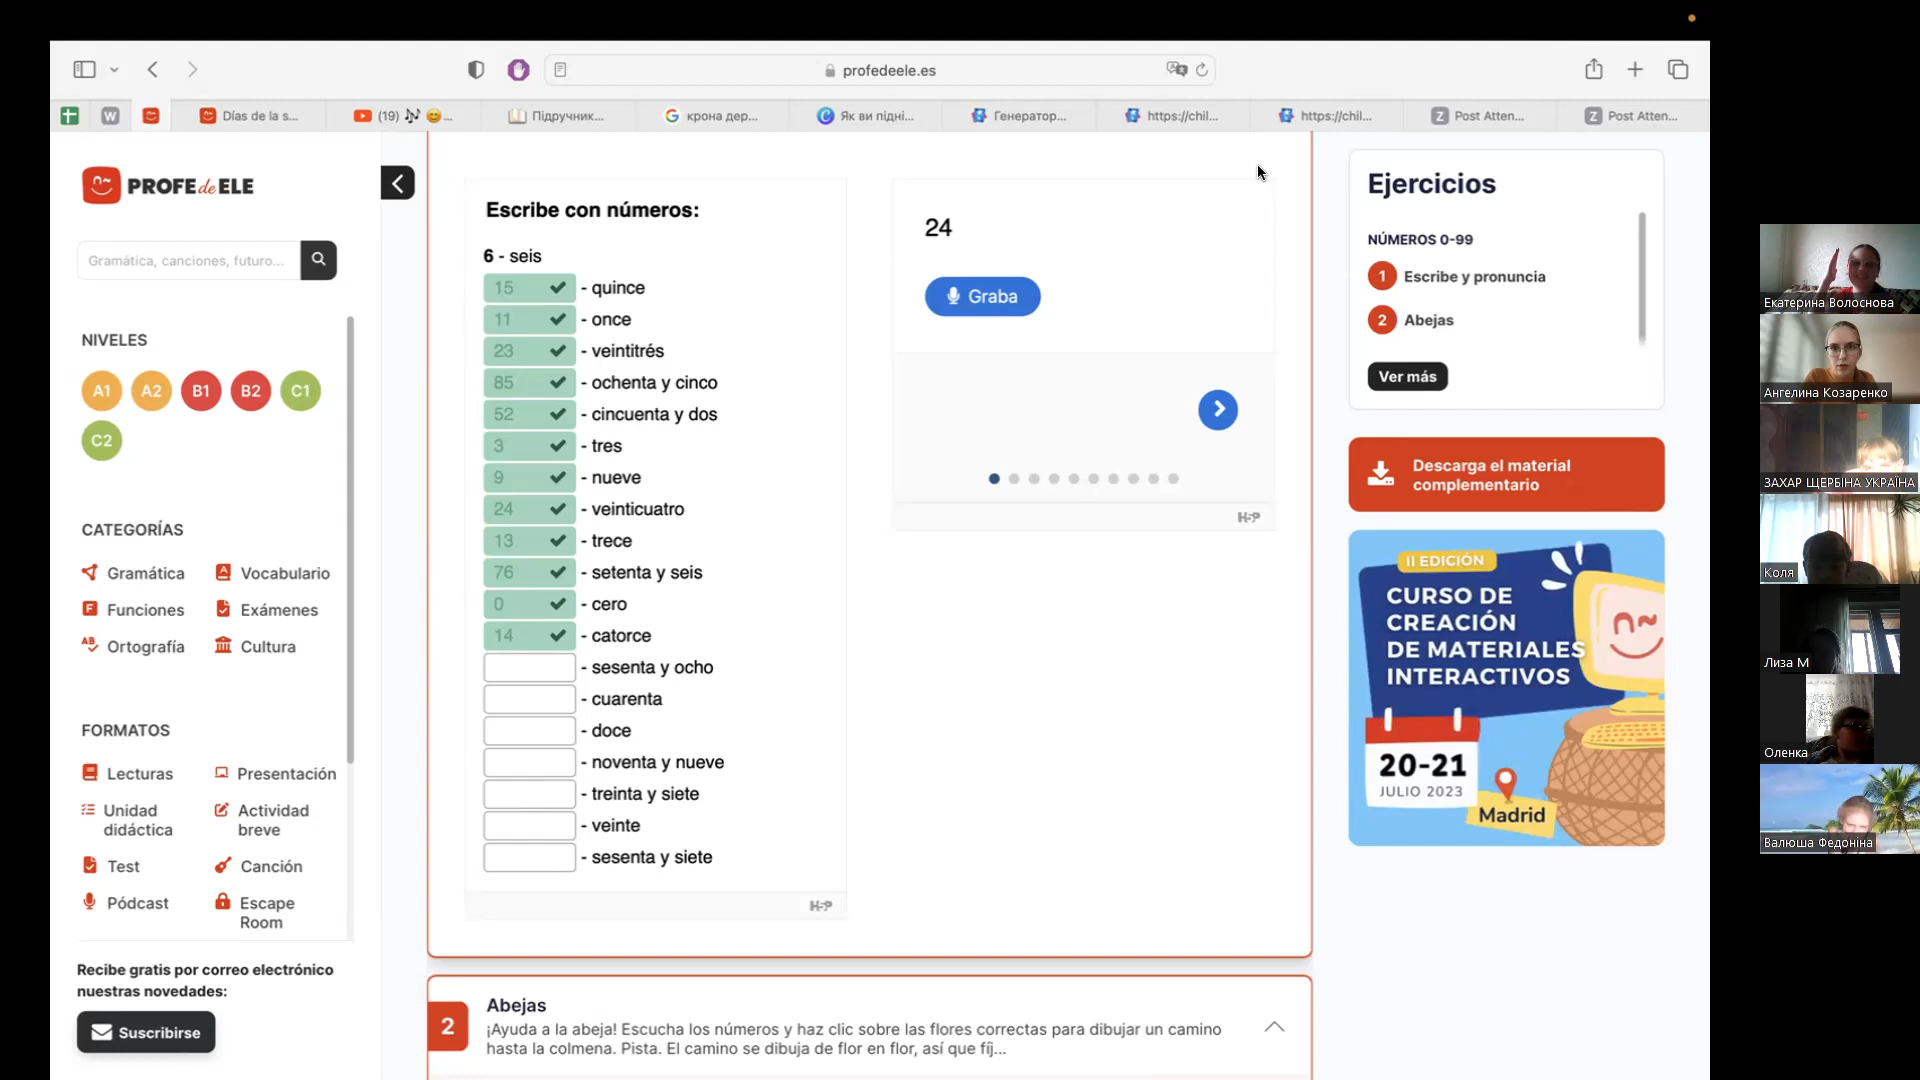 profedeele.es
Días de la s...
(19) 🎶 😄...
Підручник...
крона дер...
Як ви підні...
Генератор...
https://chil...
https://chil...
Post Atten...
Post Atten...
PROFE de ELE
Gramática, canciones, futuro...
NIVELES
A1 A2 B1 B2 C1
C2
CATEGORÍAS
Gramática Vocabulario
Funciones Exámenes
Ortografía Cultura
FORMATOS
Lecturas Presentación
Unidad didáctica Actividad breve
Test Canción
Pódcast Escape Room
Recibe gratis por correo electrónico
nuestras novedades:
Suscribirse
Escribe con números:
6 - seis
15 - quince
11 - once
23 - veintitrés
85 - ochenta y cinco
52 - cincuenta y dos
3 - tres
9 - nueve
24 - veinticuatro
13 - trece
76 - setenta y seis
0 - cero
14 - catorce
- sesenta y ocho
- cuarenta
- doce
- noventa y nueve
- treinta y siete
- veinte
- sesenta y siete
H5P
24
Graba
H5P
2
Abejas
¡Ayuda a la abeja! Escucha los números y haz clic sobre las flores correctas para dibujar un camino
hasta la colmena. Pista. El camino se dibuja de flor en flor, así que fíj...
Ejercicios
NÚMEROS 0-99
1 Escribe y pronuncia
2 Abejas
Ver más
Descarga el material
complementario
II EDICIÓN
CURSO DE
CREACIÓN
DE MATERIALES
INTERACTIVOS
20-21
JULIO 2023
Madrid
Екатерина Волоснова
Ангелина Козаренко
ЗАХАР ЩЕРБІНА УКРАЇНА
Коля
Лиза М
Оленка
Валюша Федоніна